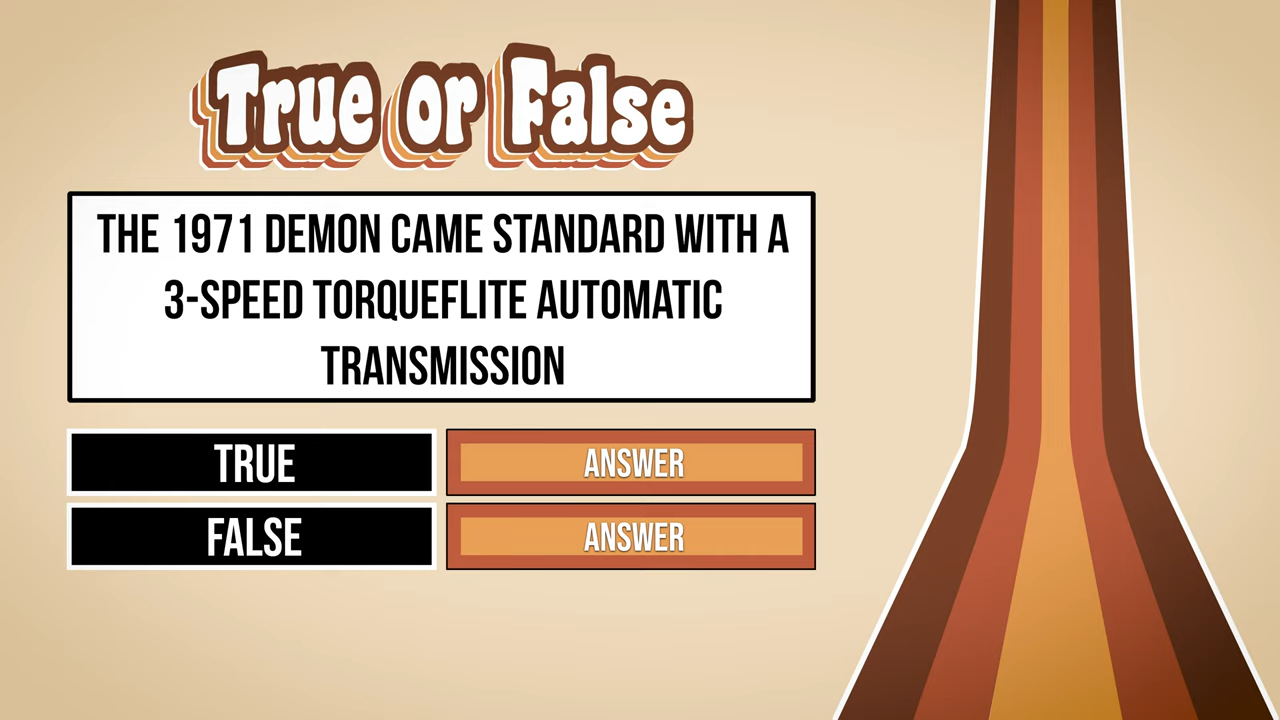 True or False
THE 1971 DEMON CAME STANDARD WITH A
3-SPEED TORQUEFLITE AUTOMATIC
TRANSMISSION
TRUE
ANSWER
FALSE
ANSWER